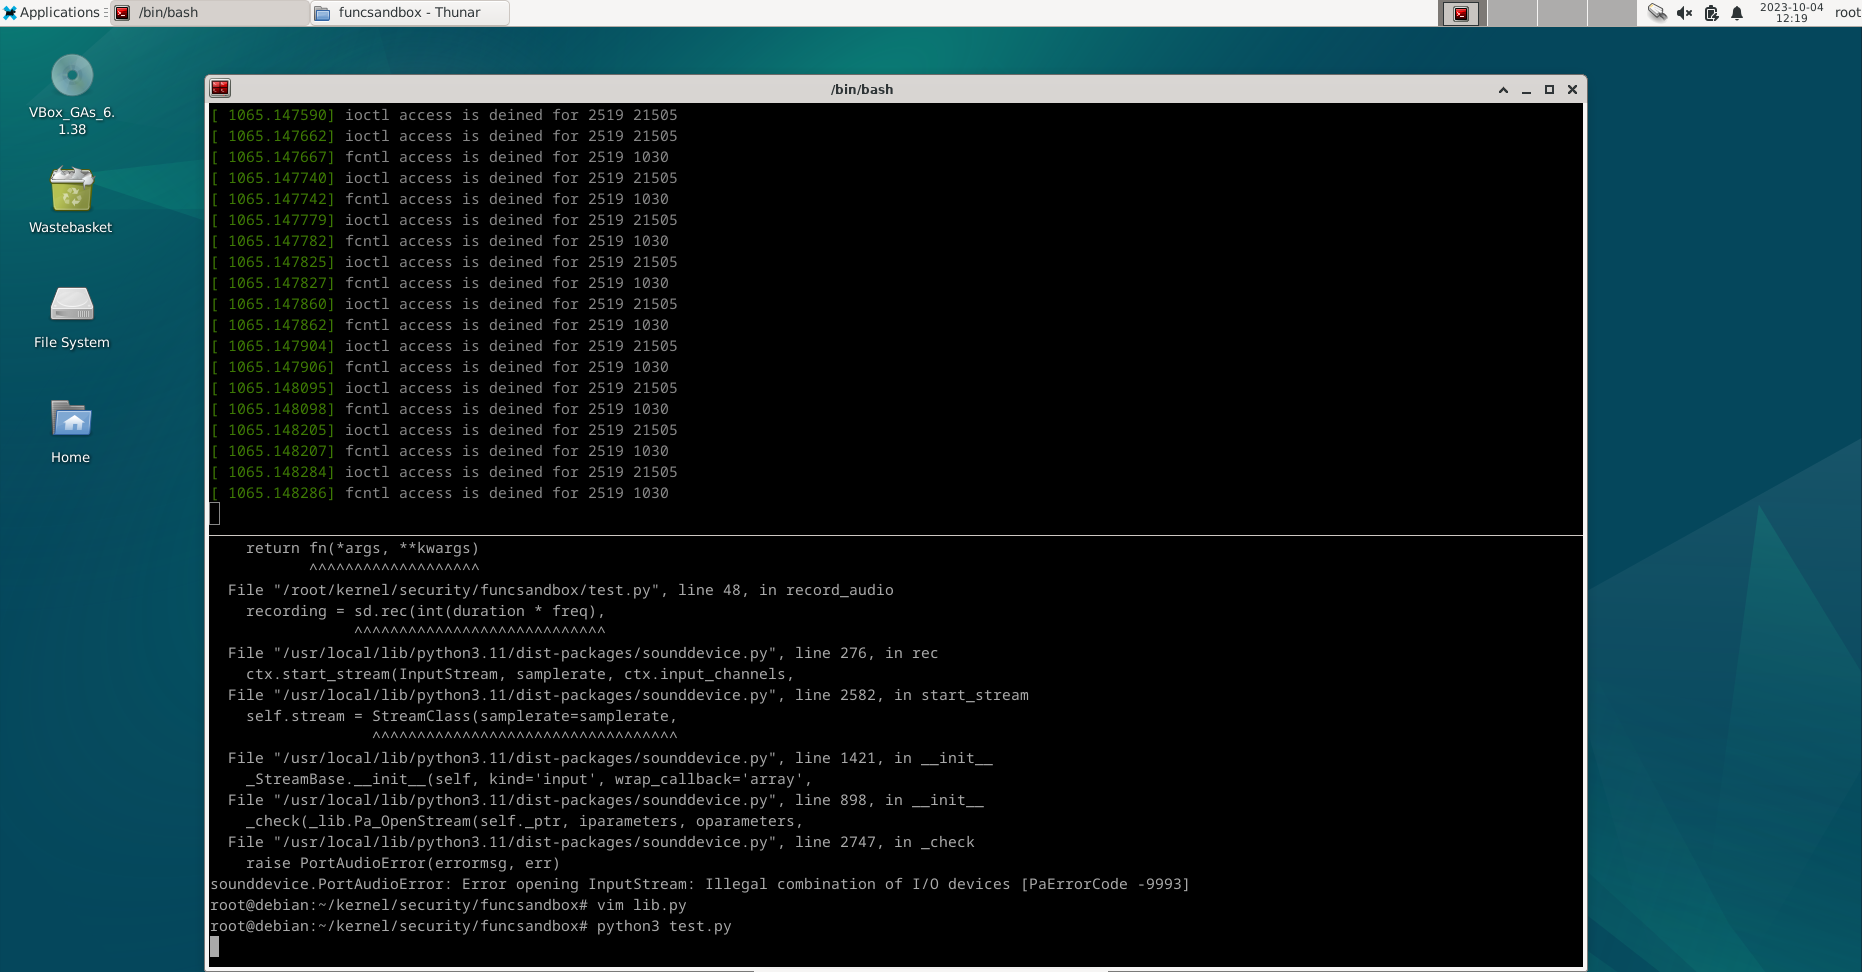 Applications
/bin/bash
funcsandbox - Thunar
2023-10-04
12:19
root
VBox_GAs_6.
1.38
Wastebasket
File System
Home
/bin/bash
[ 1065.147590] ioctl access is deined for 2519 21505
[ 1065.147662] ioctl access is deined for 2519 21505
[ 1065.147667] fcntl access is deined for 2519 1030
[ 1065.147740] ioctl access is deined for 2519 21505
[ 1065.147742] fcntl access is deined for 2519 1030
[ 1065.147779] ioctl access is deined for 2519 21505
[ 1065.147782] fcntl access is deined for 2519 1030
[ 1065.147825] ioctl access is deined for 2519 21505
[ 1065.147827] fcntl access is deined for 2519 1030
[ 1065.147860] ioctl access is deined for 2519 21505
[ 1065.147862] fcntl access is deined for 2519 1030
[ 1065.147904] ioctl access is deined for 2519 21505
[ 1065.147906] fcntl access is deined for 2519 1030
[ 1065.148095] ioctl access is deined for 2519 21505
[ 1065.148098] fcntl access is deined for 2519 1030
[ 1065.148205] ioctl access is deined for 2519 21505
[ 1065.148207] fcntl access is deined for 2519 1030
[ 1065.148284] ioctl access is deined for 2519 21505
[ 1065.148286] fcntl access is deined for 2519 1030
    return fn(*args, **kwargs)
           ^^^^^^^^^^^^^^^^^^^
  File "/root/kernel/security/funcsandbox/test.py", line 48, in record_audio
    recording = sd.rec(int(duration * freq),
                ^^^^^^^^^^^^^^^^^^^^^^^^^^^^
  File "/usr/local/lib/python3.11/dist-packages/sounddevice.py", line 276, in rec
    ctx.start_stream(InputStream, samplerate, ctx.input_channels,
  File "/usr/local/lib/python3.11/dist-packages/sounddevice.py", line 2582, in start_stream
    self.stream = StreamClass(samplerate=samplerate,
                  ^^^^^^^^^^^^^^^^^^^^^^^^^^^^^^^^^^
  File "/usr/local/lib/python3.11/dist-packages/sounddevice.py", line 1421, in __init__
    _StreamBase.__init__(self, kind='input', wrap_callback='array',
  File "/usr/local/lib/python3.11/dist-packages/sounddevice.py", line 898, in __init__
    _check(_lib.Pa_OpenStream(self._ptr, iparameters, oparameters,
  File "/usr/local/lib/python3.11/dist-packages/sounddevice.py", line 2747, in _check
    raise PortAudioError(errormsg, err)
sounddevice.PortAudioError: Error opening InputStream: Illegal combination of I/O devices [PaErrorCode -9993]
root@debian:~/kernel/security/funcsandbox# vim lib.py
root@debian:~/kernel/security/funcsandbox# python3 test.py